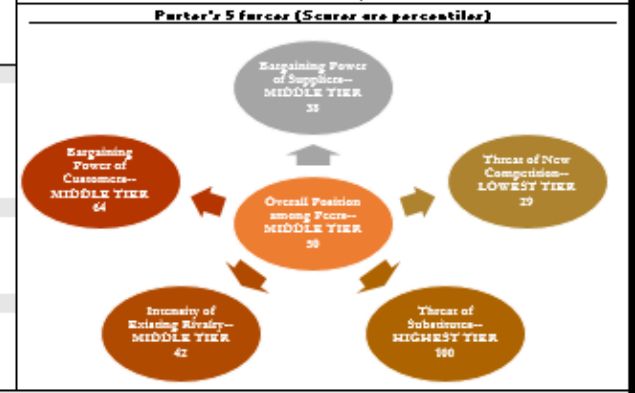 Porter's 5 forces (Scores are percentiles)
Bargaining Power
of Suppliers--
MIDDLE TIER
Bargaining
Power of
Customers--
MIDDLE TIER
64
Threat of New
Competition--
LOWEST TIER
29
Overall Position
among Peers--
MIDDLE TIER
50
Intensity of
Existing Rivalry--
MIDDLE TIER
42
Threat of
Substitutes--
HIGHEST TIER
100